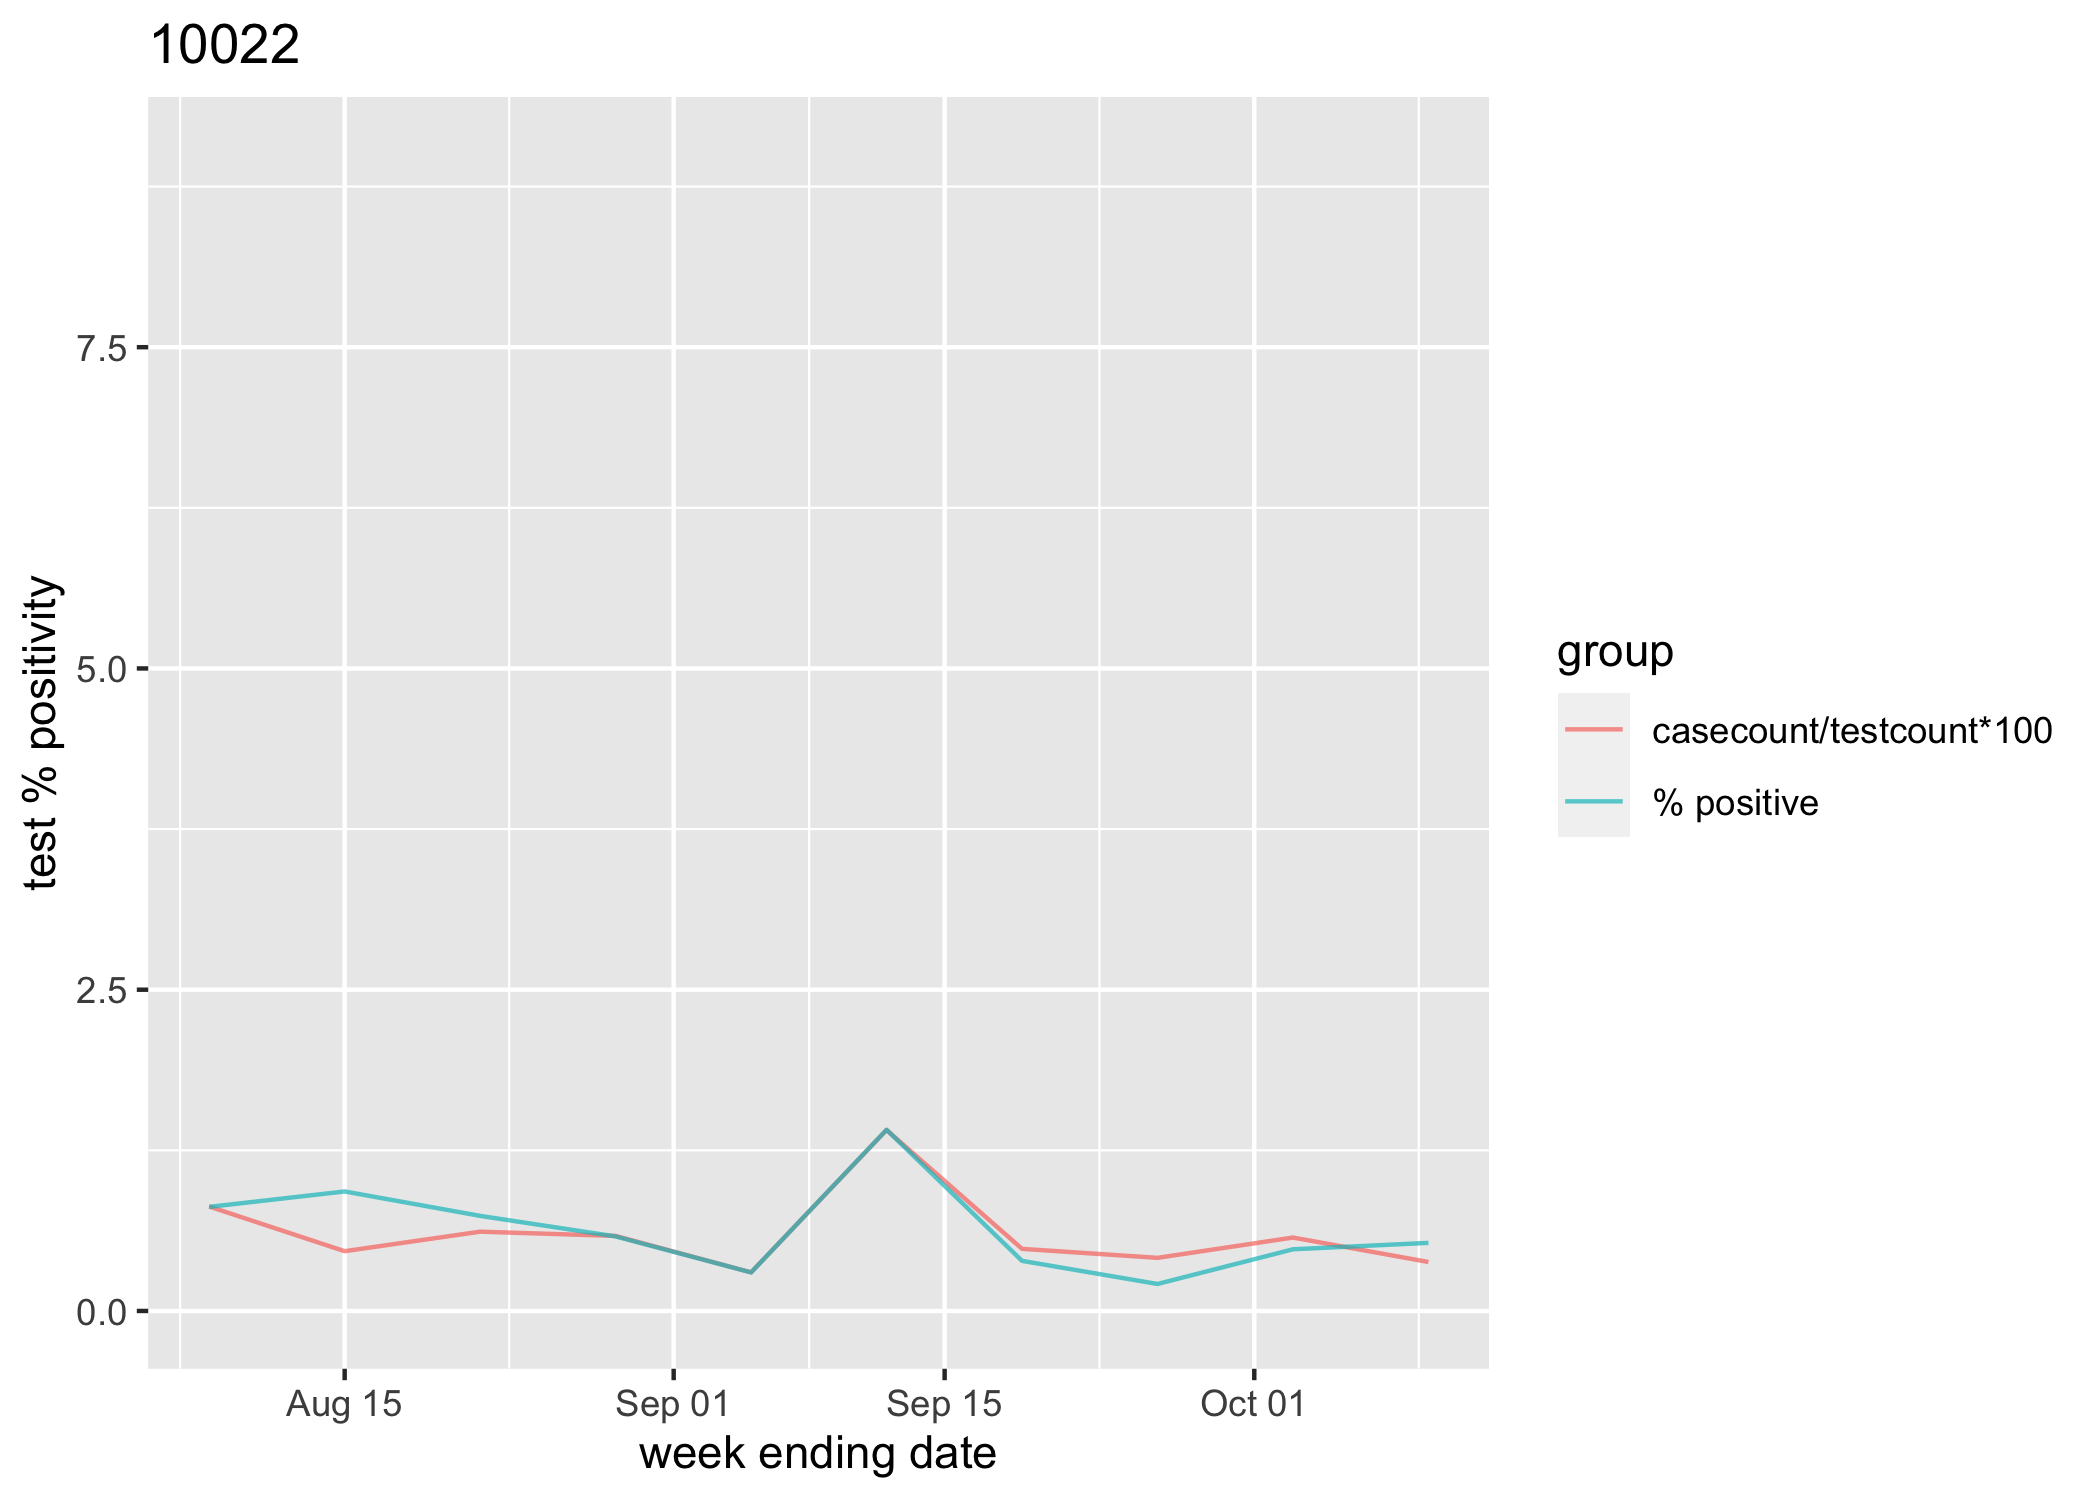 10022
test % positivity
7.5
5.0
2.5
0.0
Aug 15
Sep 01
Sep 15
Oct 01
week ending date
group
casecount/testcount*100
% positive